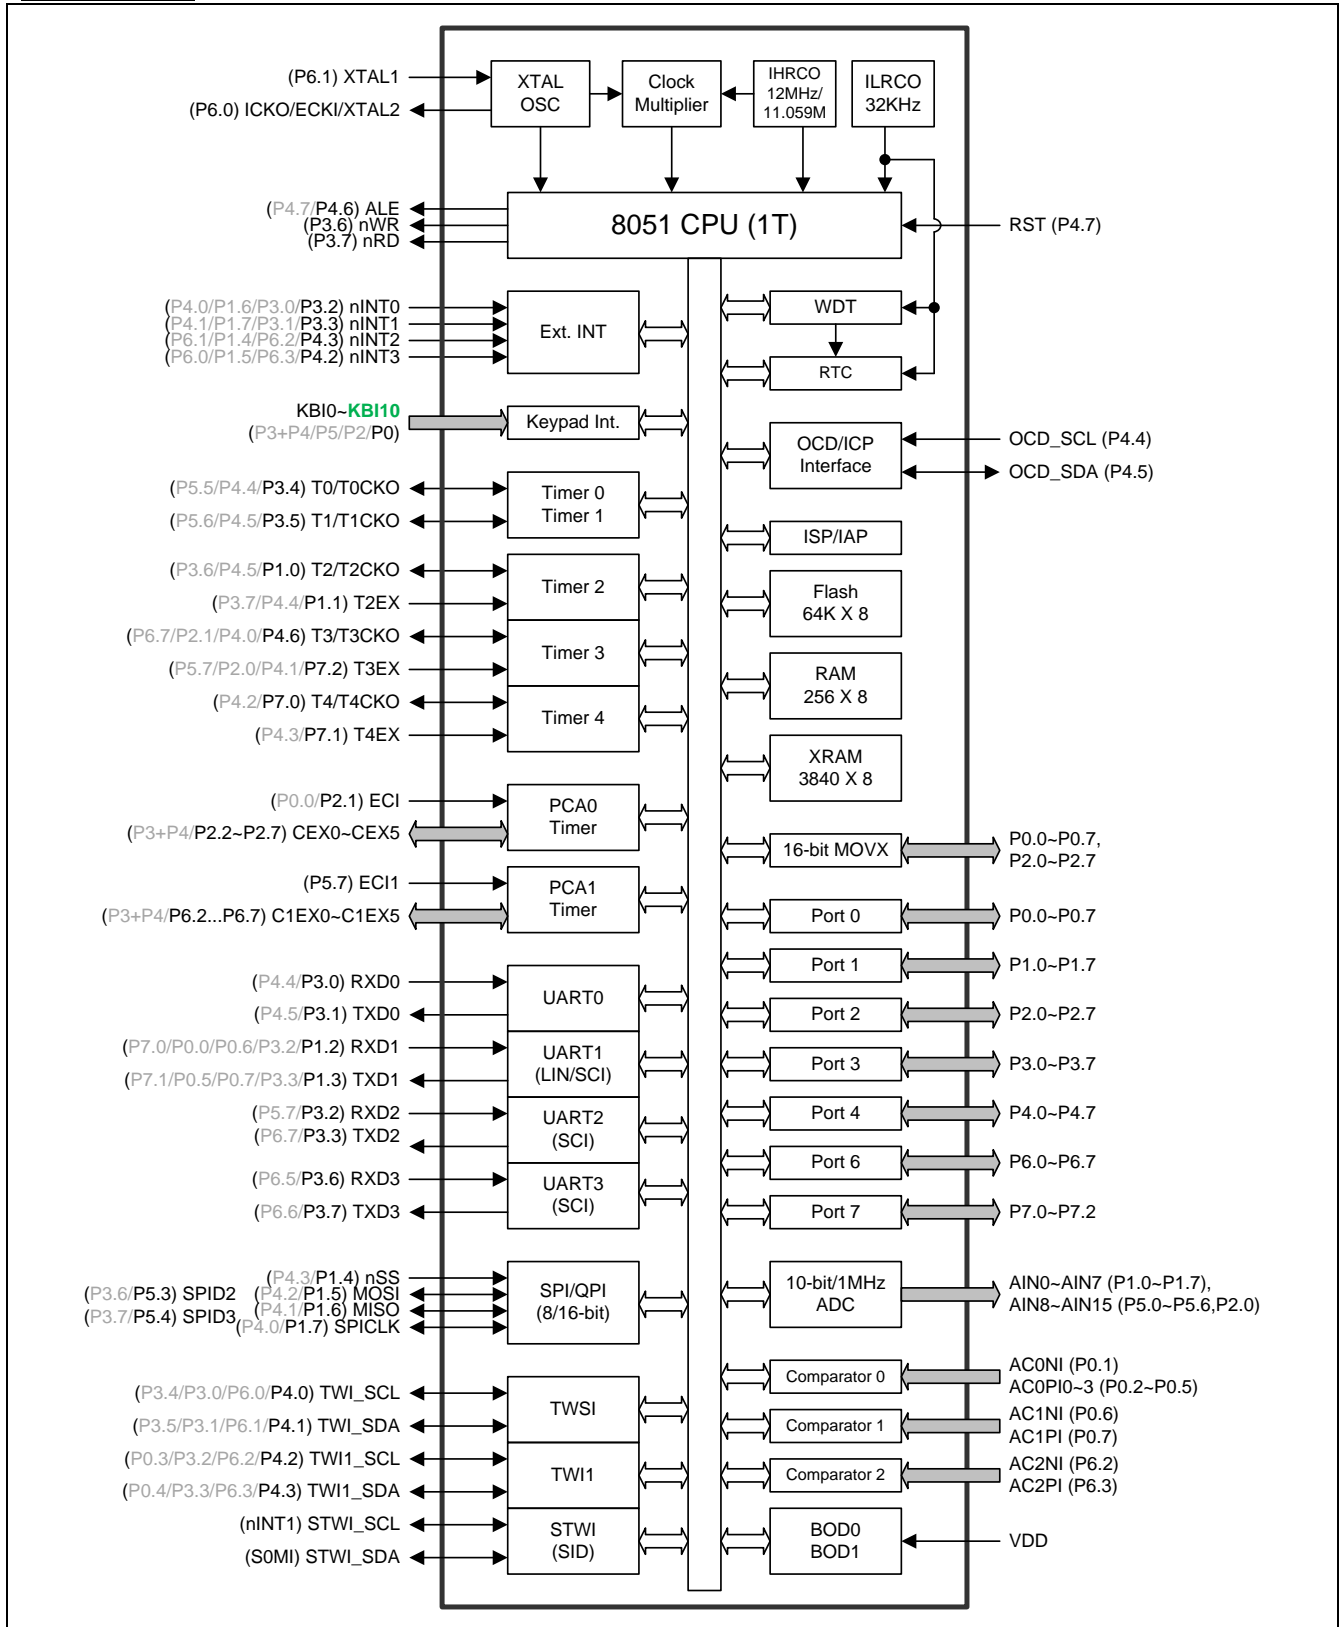 (P6.1) XTAL1
(P6.0) ICKO/ECKI/XTAL2
XTAL
OSC
Clock
Multiplier
IHRCO
12MHz/
11.059M
ILRCO
32KHz
(P4.7/P4.6) ALE
(P3.6) nWR
(P3.7) nRD
8051 CPU (1T)
RST (P4.7)
(P4.0/P1.6/P3.0/P3.2) nINT0
(P4.1/P1.7/P3.1/P3.3) nINT1
(P6.1/P1.4/P6.2/P4.3) nINT2
(P6.0/P1.5/P6.3/P4.2) nINT3
Ext. INT
WDT
RTC
KBI0~KBI10
(P3+P4/P5/P2/P0)
Keypad Int.
OCD/ICP
Interface
OCD_SCL (P4.4)
OCD_SDA (P4.5)
(P5.5/P4.4/P3.4) T0/T0CKO
(P5.6/P4.5/P3.5) T1/T1CKO
Timer 0
Timer 1
ISP/IAP
(P3.6/P4.5/P1.0) T2/T2CKO
(P3.7/P4.4/P1.1) T2EX
Timer 2
Flash
64K X 8
(P6.7/P2.1/P4.0/P4.6) T3/T3CKO
(P5.7/P2.0/P4.1/P7.2) T3EX
Timer 3
RAM
256 X 8
(P4.2/P7.0) T4/T4CKO
(P4.3/P7.1) T4EX
Timer 4
XRAM
3840 X 8
(P0.0/P2.1) ECI
(P3+P4/P2.2~P2.7) CEX0~CEX5
PCA0
Timer
16-bit MOVX
P0.0~P0.7,
P2.0~P2.7
(P5.7) ECI1
(P3+P4/P6.2...P6.7) C1EX0~C1EX5
PCA1
Timer
Port 0
P0.0~P0.7
Port 1
P1.0~P1.7
(P4.4/P3.0) RXD0
(P4.5/P3.1) TXD0
UART0
Port 2
P2.0~P2.7
(P7.0/P0.0/P0.6/P3.2/P1.2) RXD1
(P7.1/P0.5/P0.7/P3.3/P1.3) TXD1
UART1
(LIN/SCI)
Port 3
P3.0~P3.7
(P5.7/P3.2) RXD2
(P6.7/P3.3) TXD2
UART2
(SCI)
Port 4
P4.0~P4.7
Port 6
P6.0~P6.7
(P6.5/P3.6) RXD3
(P6.6/P3.7) TXD3
UART3
(SCI)
Port 7
P7.0~P7.2
(P4.3/P1.4) nSS
(P3.6/P5.3) SPID2 (P4.2/P1.5) MOSI
(P3.7/P5.4) SPID3 (P4.1/P1.6) MISO
(P4.0/P1.7) SPICLK
SPI/QPI
(8/16-bit)
10-bit/1MHz
ADC
AIN0~AIN7 (P1.0~P1.7),
AIN8~AIN15 (P5.0~P5.6,P2.0)
(P3.4/P3.0/P6.0/P4.0) TWI_SCL
(P3.5/P3.1/P6.1/P4.1) TWI_SDA
TWSI
Comparator 0
AC0NI (P0.1)
AC0PI0~3 (P0.2~P0.5)
Comparator 1
AC1NI (P0.6)
AC1PI (P0.7)
(P0.3/P3.2/P6.2/P4.2) TWI1_SCL
(P0.4/P3.3/P6.3/P4.3) TWI1_SDA
TWI1
Comparator 2
AC2NI (P6.2)
AC2PI (P6.3)
(nINT1) STWI_SCL
(S0MI) STWI_SDA
STWI
(SID)
BOD0
BOD1
VDD